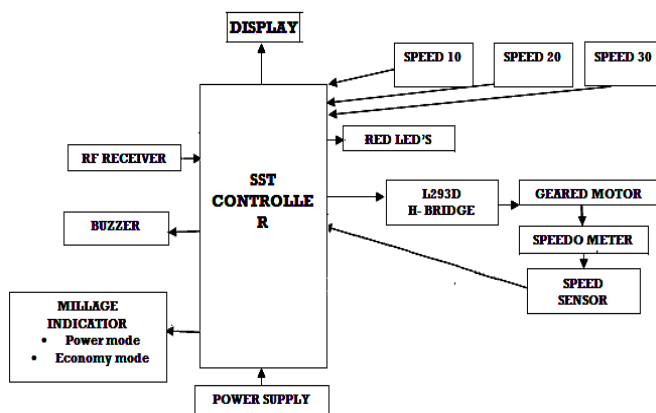 DISPLAY
SPEED 10
SPEED 20
SPEED 30
RED LED'S
RF RECEIVER
SST
CONTROLLE
R
L293D
H- BRIDGE
GEARED MOTOR
BUZZER
SPEEDO METER
SPEED
SENSOR
MILLAGE
INDICATIOR
• Power mode
• Economy mode
POWER SUPPLY